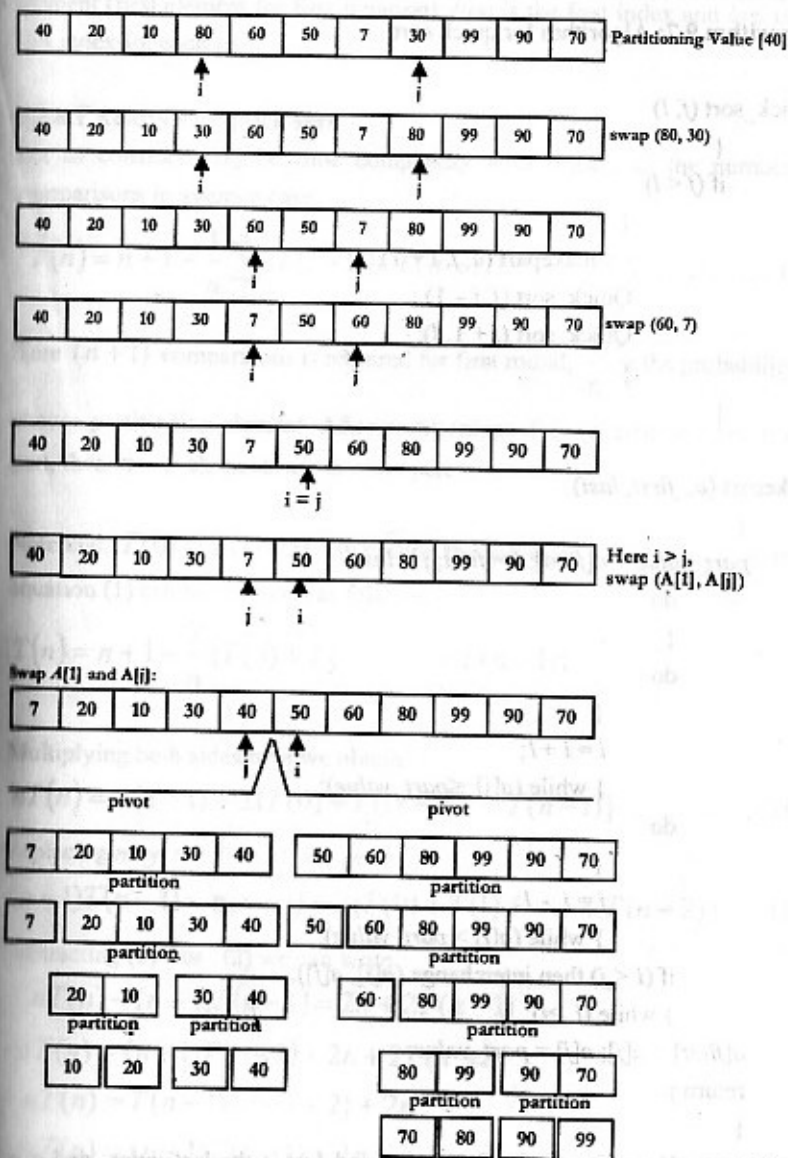 40 20 10 80 60 50 7 30 99 90 70 Partitioning Value [40]
i j
40 20 10 30 60 50 7 80 99 90 70 swap (80, 30)
i j
40 20 10 30 60 50 7 80 99 90 70
i j
40 20 10 30 7 50 60 80 99 90 70 swap (60, 7)
i j
40 20 10 30 7 50 60 80 99 90 70
i = j
40 20 10 30 7 50 60 80 99 90 70 Here i > j,
swap (A[1], A[j])
j i
Swap A[1] and A[j]:
7 20 10 30 40 50 60 80 99 90 70
j i
pivot pivot
7 20 10 30 40 50 60 80 99 90 70
partition partition
7 20 10 30 40 50 60 80 99 90 70
partition partition
20 10 30 40 60 80 99 90 70
partition partition partition
10 20 30 40 80 99 90 70
partition partition
70 80 90 99